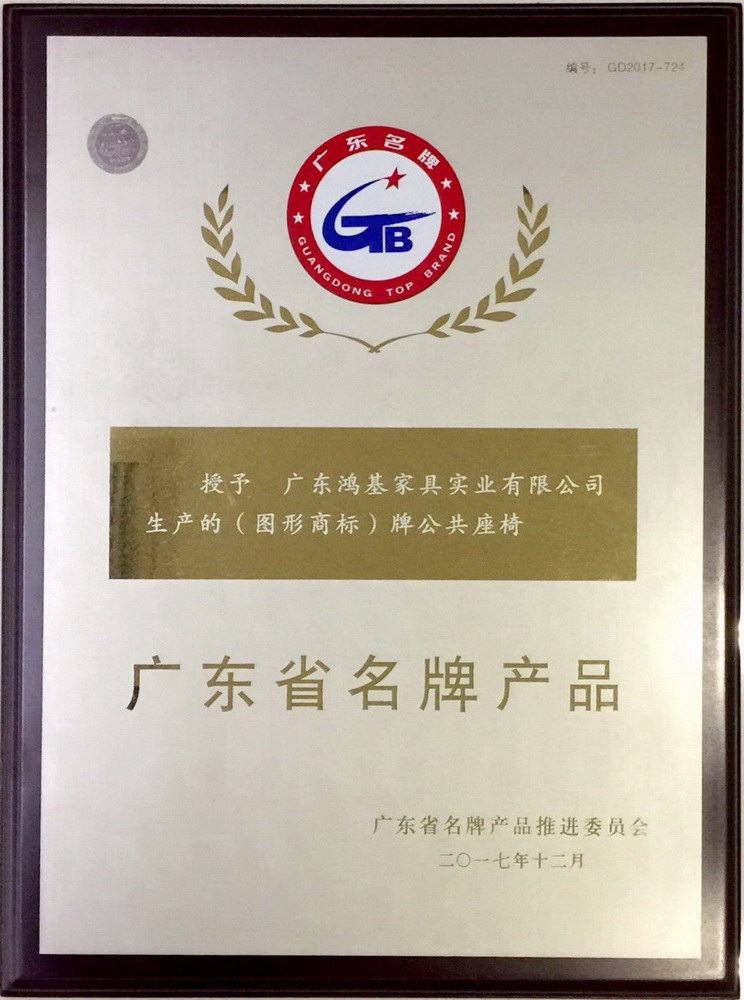 编号: GD2017-724
广东名牌
GTB
GUANGDONG TOP BRAND
授予 广东鸿基家具实业有限公司
生产的（图形商标）牌公共座椅
广东省名牌产品
广东省名牌产品推进委员会
二〇一七年十二月